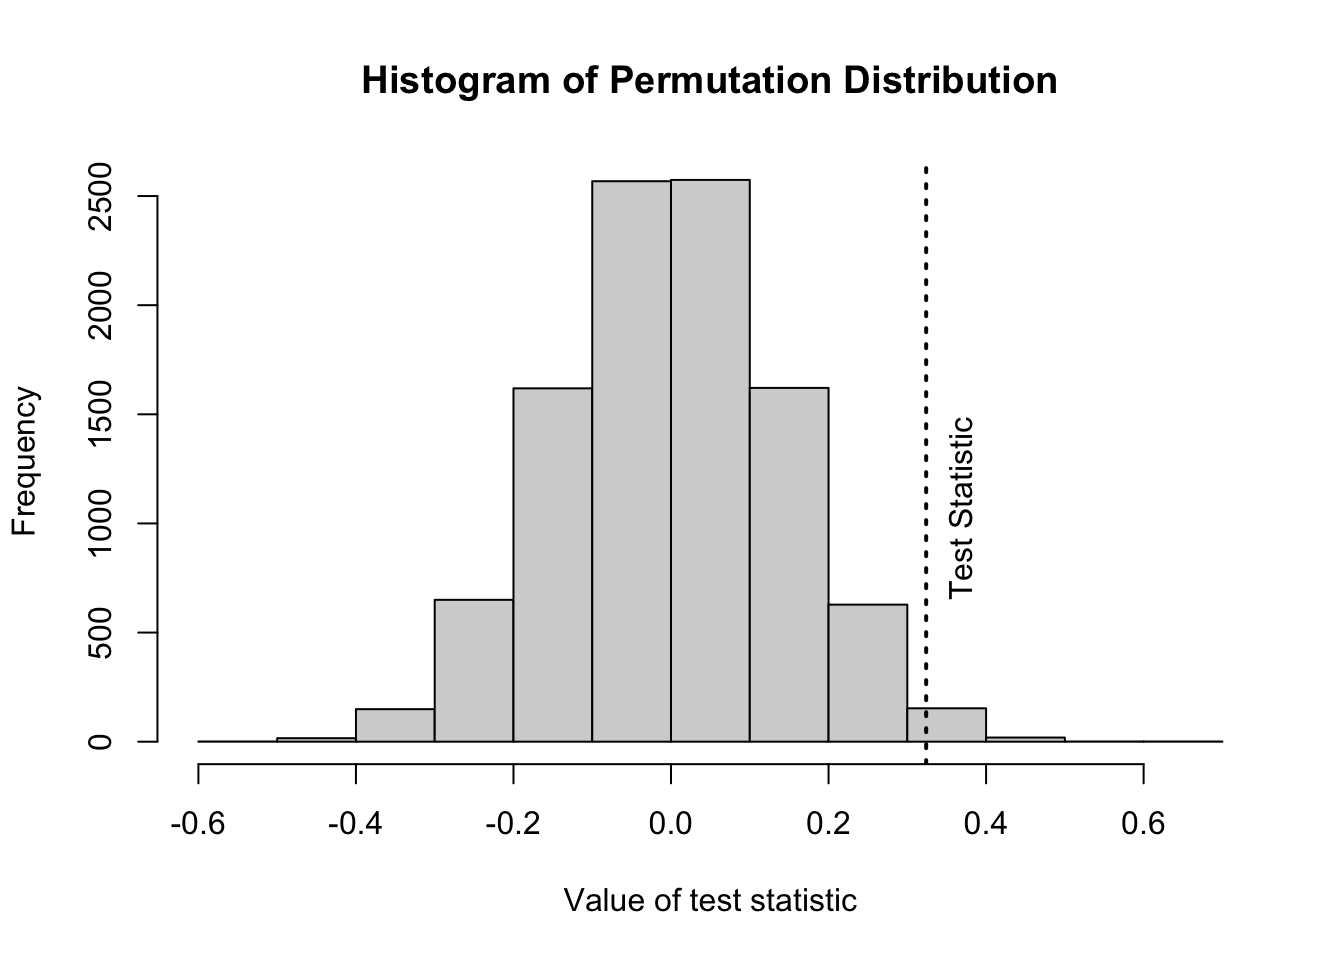 Histogram of Permutation Distribution
2500
2000
1500
1000
500
0
Frequency
Test Statistic
-0.6 -0.4 -0.2 0.0 0.2 0.4 0.6
Value of test statistic